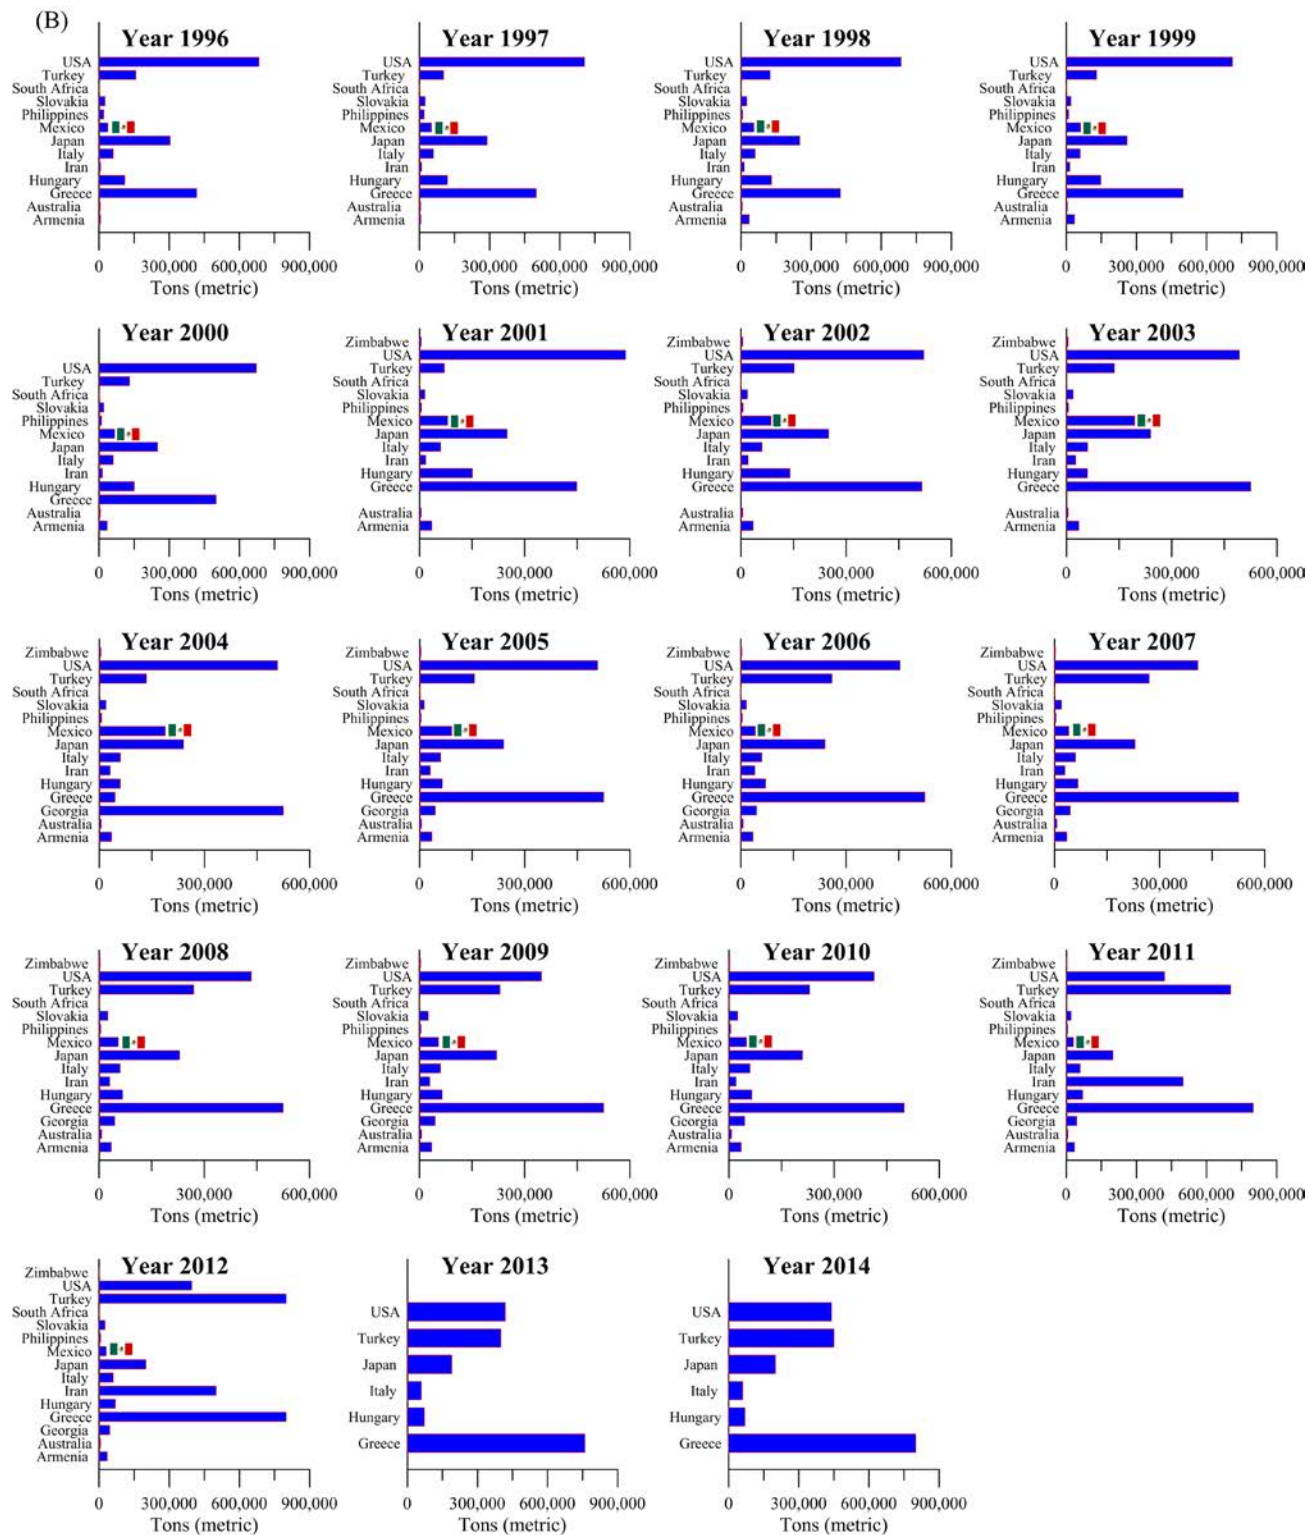 (B)
Year 1996
USA
Turkey
South Africa
Slovakia
Philippines
Mexico
Japan
Italy
Iran
Hungary
Greece
Australia
Armenia
0 300,000 600,000 900,000
Tons (metric)
Year 1997
USA
Turkey
South Africa
Slovakia
Philippines
Mexico
Japan
Italy
Iran
Hungary
Greece
Australia
Armenia
0 300,000 600,000 900,000
Tons (metric)
Year 1998
USA
Turkey
South Africa
Slovakia
Philippines
Mexico
Japan
Italy
Iran
Hungary
Greece
Australia
Armenia
0 300,000 600,000 900,000
Tons (metric)
Year 1999
USA
Turkey
South Africa
Slovakia
Philippines
Mexico
Japan
Italy
Iran
Hungary
Greece
Australia
Armenia
0 300,000 600,000 900,000
Tons (metric)
Year 2000
USA
Turkey
South Africa
Slovakia
Philippines
Mexico
Japan
Italy
Iran
Hungary
Greece
Australia
Armenia
0 300,000 600,000 900,000
Tons (metric)
Year 2001
Zimbabwe
USA
Turkey
South Africa
Slovakia
Philippines
Mexico
Japan
Italy
Iran
Hungary
Greece
Australia
Armenia
0 300,000 600,000
Tons (metric)
Year 2002
Zimbabwe
USA
Turkey
South Africa
Slovakia
Philippines
Mexico
Japan
Italy
Iran
Hungary
Greece
Australia
Armenia
0 300,000 600,000
Tons (metric)
Year 2003
Zimbabwe
USA
Turkey
South Africa
Slovakia
Philippines
Mexico
Japan
Italy
Iran
Hungary
Greece
Australia
Armenia
0 300,000 600,000
Tons (metric)
Year 2004
Zimbabwe
USA
Turkey
South Africa
Slovakia
Philippines
Mexico
Japan
Italy
Iran
Hungary
Greece
Georgia
Australia
Armenia
0 300,000 600,000
Tons (metric)
Year 2005
Zimbabwe
USA
Turkey
South Africa
Slovakia
Philippines
Mexico
Japan
Italy
Iran
Hungary
Greece
Georgia
Australia
Armenia
0 300,000 600,000
Tons (metric)
Year 2006
Zimbabwe
USA
Turkey
South Africa
Slovakia
Philippines
Mexico
Japan
Italy
Iran
Hungary
Greece
Georgia
Australia
Armenia
0 300,000 600,000
Tons (metric)
Year 2007
Zimbabwe
USA
Turkey
South Africa
Slovakia
Philippines
Mexico
Japan
Italy
Iran
Hungary
Greece
Georgia
Australia
Armenia
0 300,000 600,000
Tons (metric)
Year 2008
Zimbabwe
USA
Turkey
South Africa
Slovakia
Philippines
Mexico
Japan
Italy
Iran
Hungary
Greece
Georgia
Australia
Armenia
0 300,000 600,000
Tons (metric)
Year 2009
Zimbabwe
USA
Turkey
South Africa
Slovakia
Philippines
Mexico
Japan
Italy
Iran
Hungary
Greece
Georgia
Australia
Armenia
0 300,000 600,000
Tons (metric)
Year 2010
Zimbabwe
USA
Turkey
South Africa
Slovakia
Philippines
Mexico
Japan
Italy
Iran
Hungary
Greece
Georgia
Australia
Armenia
0 300,000 600,000
Tons (metric)
Year 2011
Zimbabwe
USA
Turkey
South Africa
Slovakia
Philippines
Mexico
Japan
Italy
Iran
Hungary
Greece
Georgia
Australia
Armenia
0 300,000 600,000 900,000
Tons (metric)
Year 2012
Zimbabwe
USA
Turkey
South Africa
Slovakia
Philippines
Mexico
Japan
Italy
Iran
Hungary
Greece
Georgia
Australia
Armenia
0 300,000 600,000 900,000
Tons (metric)
Year 2013
USA
Turkey
Japan
Italy
Hungary
Greece
0 300,000 600,000 900,000
Tons (metric)
Year 2014
USA
Turkey
Japan
Italy
Hungary
Greece
0 300,000 600,000 900,000
Tons (metric)